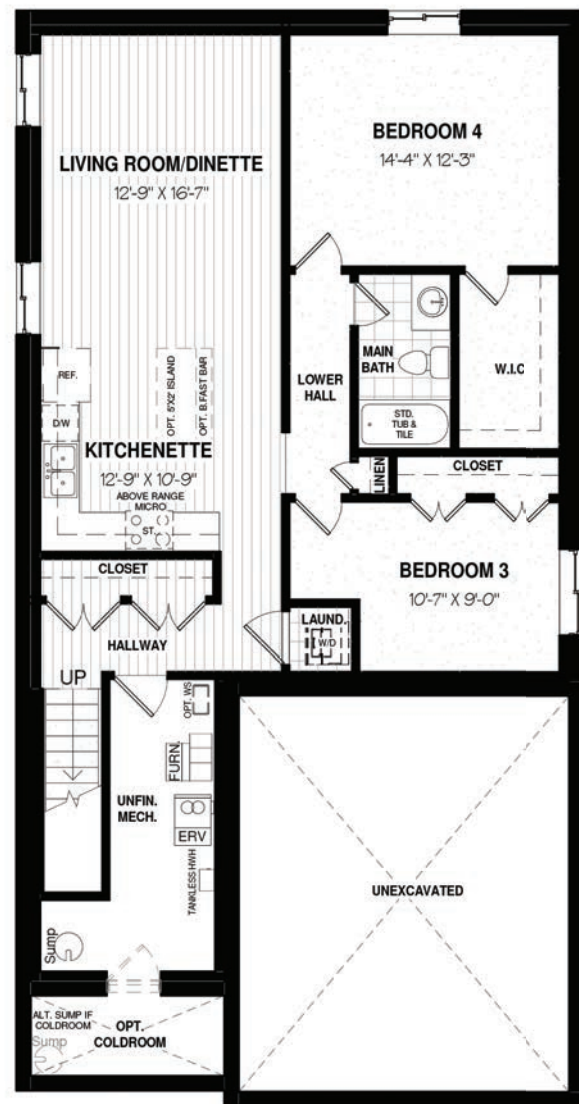 BEDROOM 4
14'-4" X 12'-3"
LIVING ROOM/DINETTE
12'-9" X 16'-7"
MAIN
BATH
W.I.C
LOWER
HALL
REF.
OPT. 5'X2' ISLAND
OPT. B.FAST BAR
D/W
STD.
TUB &
TILE
KITCHENETTE
12'-9" X 10'-9"
ABOVE RANGE
MICRO
ST.
LINEN
CLOSET
BEDROOM 3
10'-7" X 9'-0"
CLOSET
HALLWAY
LAUND.
W/D
UP
OPT. WS
FURN.
UNFIN.
MECH.
ERV
TANKLESS HWH
UNEXCAVATED
Sump
ALT. SUMP IF
COLDROOM
Sump
OPT.
COLDROOM